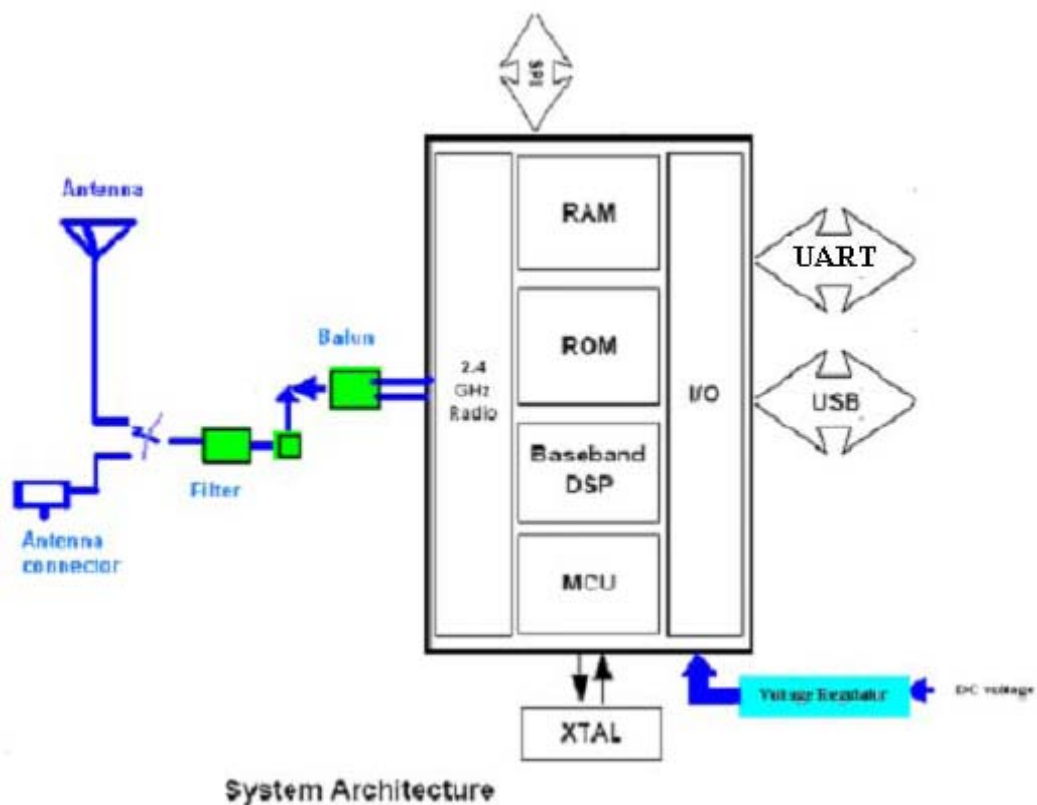 SPI
Antenna
RAM
UART
Balun
ROM
2.4
GHz
Radio
I/O
USB
Baseband
DSP
Filter
Antenna
connector
MCU
Voltage Regulator
DC voltage
XTAL
System Architecture